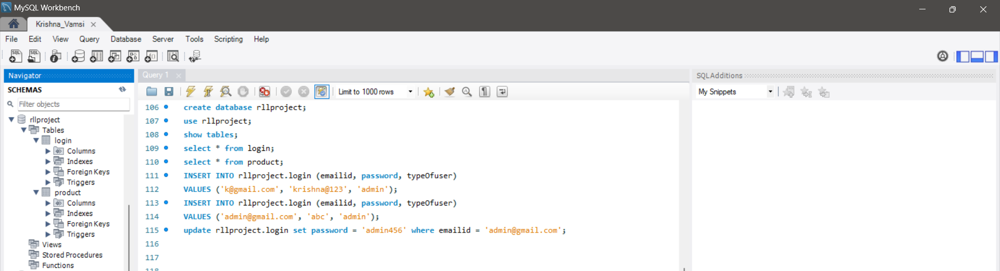 MySQL Workbench
Krishna_Vamsi
File Edit View Query Database Server Tools Scripting Help
Navigator
SCHEMAS
Filter objects
rllproject
Tables
login
Columns
Indexes
Foreign Keys
Triggers
product
Columns
Indexes
Foreign Keys
Triggers
Views
Stored Procedures
Functions
Query 1
Limit to 1000 rows
106 create database rllproject;
107 use rllproject;
108 show tables;
109 select * from login;
110 select * from product;
111 INSERT INTO rllproject.login (emailid, password, typeOfuser)
112 VALUES ('k@gmail.com', 'krishna@123', 'admin');
113 INSERT INTO rllproject.login (emailid, password, typeOfuser)
114 VALUES ('admin@gmail.com', 'abc', 'admin');
115 update rllproject.login set password = 'admin456' where emailid = 'admin@gmail.com';
116
117
118
SQLAdditions
My Snippets